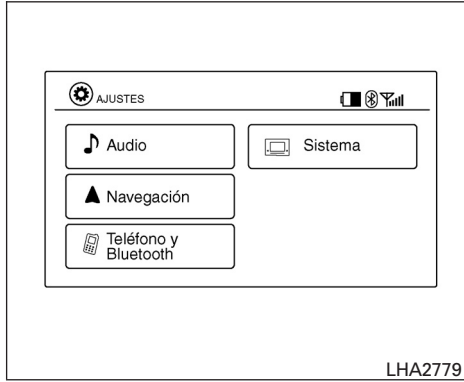 AJUSTES
Audio
Sistema
Navegación
Teléfono y
Bluetooth
LHA2779